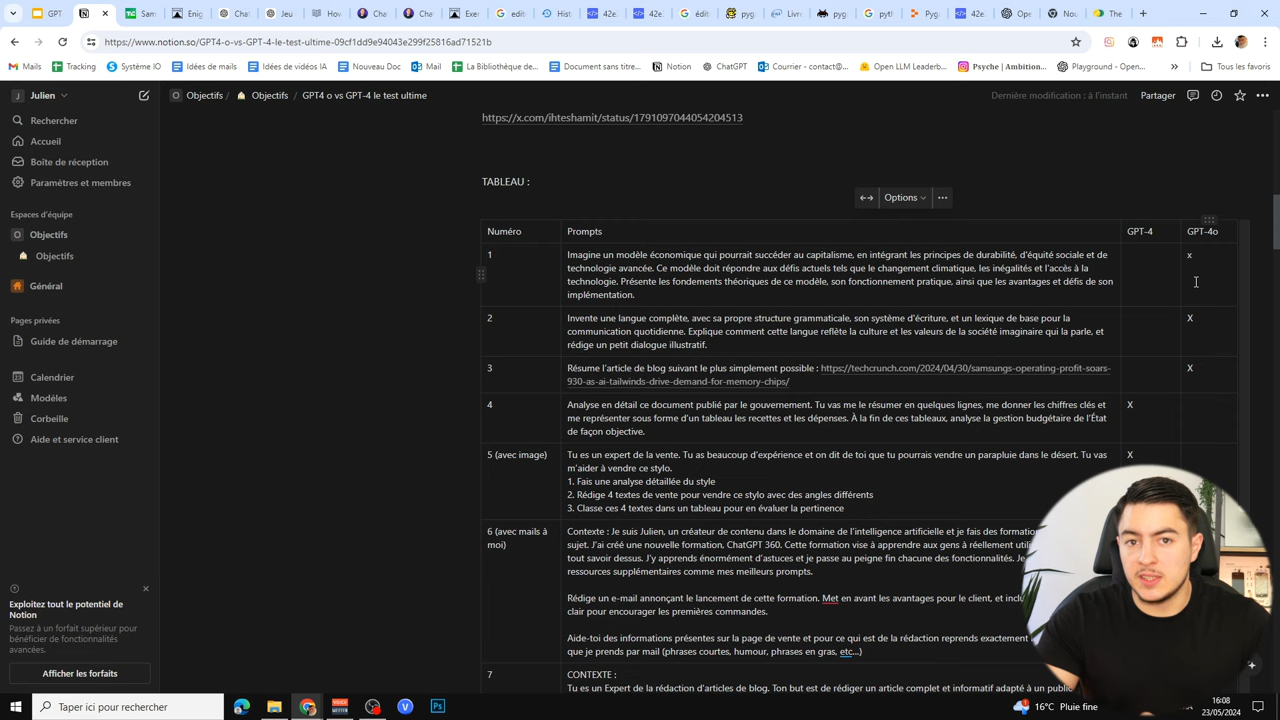 GPT
Sam
Enig
Chat
Jeu
How
Cha
Cha
Exer
edit
Hist
42e
42e
édit
pyg
Livre
pyg
pyth
Pyga
42e
Ope
Nou
The
https://www.notion.so/GPT4-o-vs-GPT-4-le-test-ultime-09cf1dd9e94043e299f25816ad71521b
Mails
Tracking
Système IO
Idées de mails
Idées de vidéos IA
Nouveau Doc
Mail
La Bibliothèque de...
Document sans titre...
Notion
ChatGPT
Courrier - contact@...
Open LLM Leaderb...
Psyche | Ambition...
Playground - Open...
Tous les favoris
J Julien
Objectifs / Objectifs / GPT4 o vs GPT-4 le test ultime
Dernière modification : à l'instant
Partager
Rechercher
Accueil
Boîte de réception
Paramètres et membres
Espaces d'équipe
O Objectifs
Objectifs
Général
Pages privées
Guide de démarrage
23 Calendrier
Modèles
Corbeille
Aide et service client
Exploitez tout le potentiel de
Notion
Passez à un forfait supérieur pour
bénéficier de fonctionnalités
avancées.
Afficher les forfaits
https://x.com/ihteshamit/status/1791097044054204513
TABLEAU :
Options
Numéro Prompts GPT-4 GPT-4o
1 Imagine un modèle économique qui pourrait succéder au capitalisme, en intégrant les principes de durabilité, d'équité sociale et de x
technologie avancée. Ce modèle doit répondre aux défis actuels tels que le changement climatique, les inégalités et l'accès à la
technologie. Présente les fondements théoriques de ce modèle, son fonctionnement pratique, ainsi que les avantages et défis de son
implémentation.
2 Invente une langue complète, avec sa propre structure grammaticale, son système d'écriture, et un lexique de base pour la X
communication quotidienne. Explique comment cette langue reflète la culture et les valeurs de la société imaginaire qui la parle, et
rédige un petit dialogue illustratif.
3 Résume l'article de blog suivant le plus simplement possible : https://techcrunch.com/2024/04/30/samsungs-operating-profit-soars- X
930-as-ai-tailwinds-drive-demand-for-memory-chips/
4 Analyse en détail ce document publié par le gouvernement. Tu vas me le résumer en quelques lignes, me donner les chiffres clés et X
me représenter sous forme d'un tableau les recettes et les dépenses. À la fin de ces tableaux, analyse la gestion budgétaire de l'État
de façon objective.
5 (avec image) Tu es un expert de la vente. Tu as beaucoup d'expérience et on dit de toi que tu pourrais vendre un parapluie dans le désert. Tu vas X
m'aider à vendre ce stylo.
1. Fais une analyse détaillée du style
2. Rédige 4 textes de vente pour vendre ce stylo avec des angles différents
3. Classe ces 4 textes dans un tableau pour en évaluer la pertinence
6 (avec mails à Contexte : Je suis Julien, un créateur de contenu dans le domaine de l'intelligence artificielle et je fais des formation
moi) sujet. J'ai créé une nouvelle formation, ChatGPT 360. Cette formation vise à apprendre aux gens à réellement util
tout savoir dessus. J'y apprends énormément d'astuces et je passe au peigne fin chacune des fonctionnalités. Je
ressources supplémentaires comme mes meilleurs prompts.
Rédige un e-mail annonçant le lancement de cette formation. Met en avant les avantages pour le client, et inclu
clair pour encourager les premières commandes.
Aide-toi des informations présentes sur la page de vente et pour ce qui est de la rédaction reprends exactement
que je prends par mail (phrases courtes, humour, phrases en gras, etc...)
7 CONTEXTE :
Tu es un Expert de la rédaction d'articles de blog. Ton but est de rédiger un article complet et informatif adapté à un public
Taper ici pour rechercher
16°C Pluie fine
16:08
23/05/2024